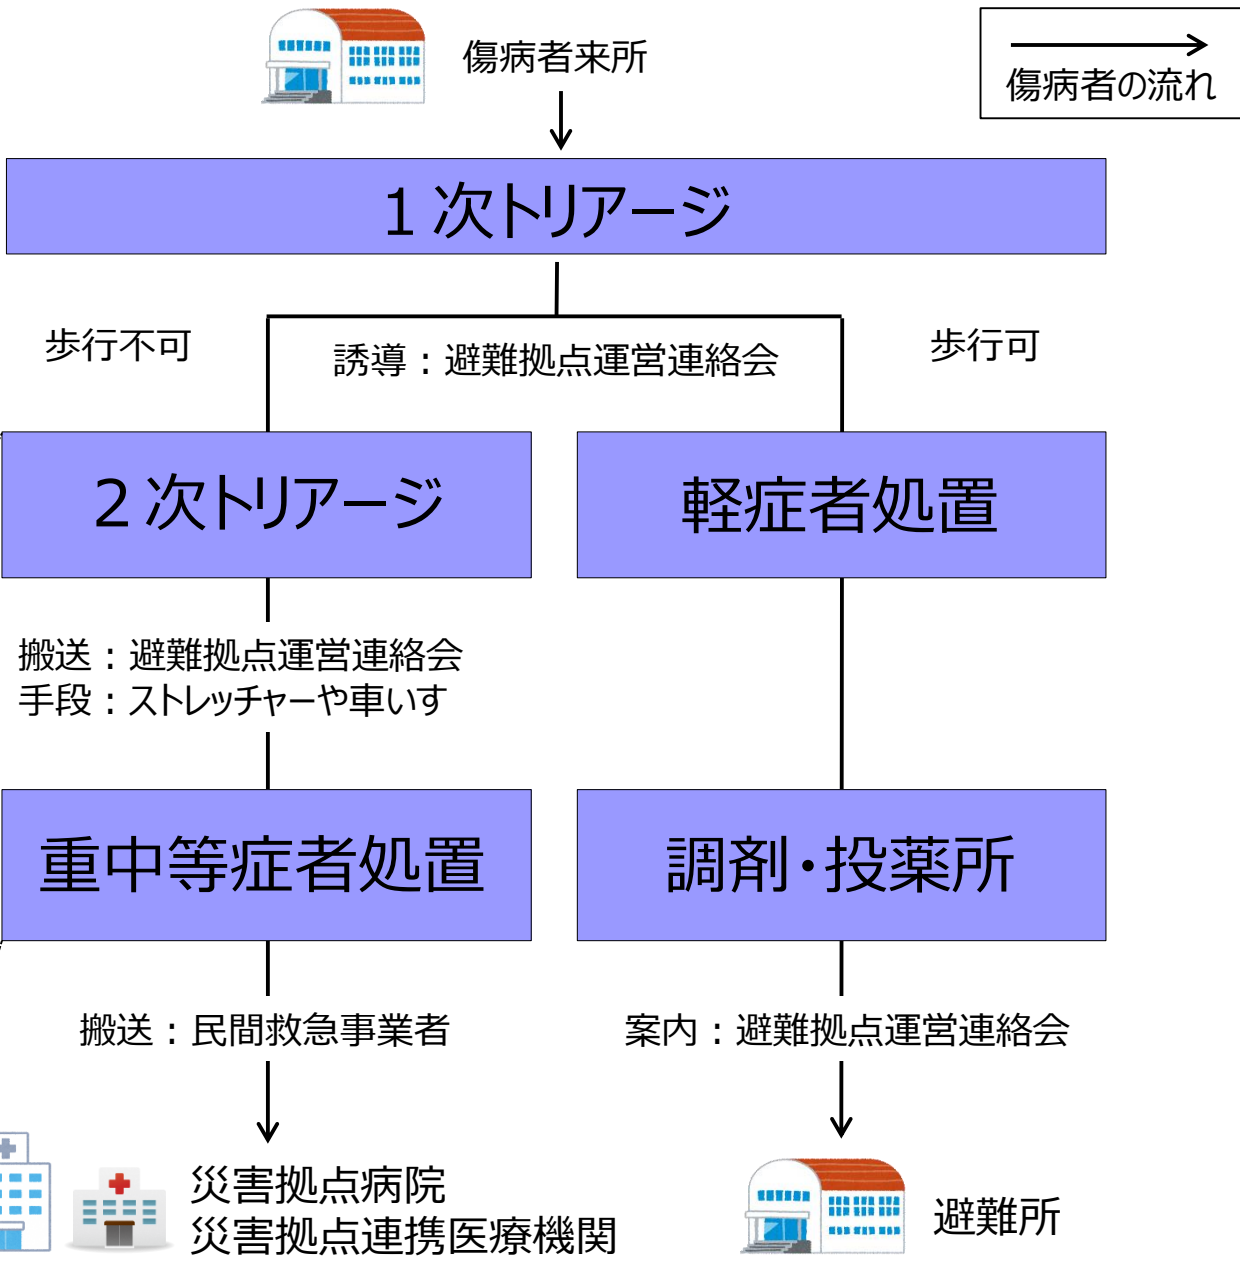 傷病者来所
傷病者の流れ
１次トリアージ
歩行不可
誘導：避難拠点運営連絡会
歩行可
２次トリアージ
軽症者処置
搬送：避難拠点運営連絡会
手段：ストレッチャーや車いす
重中等症者処置
調剤・投薬所
搬送：民間救急事業者
案内：避難拠点運営連絡会
災害拠点病院
災害拠点連携医療機関
避難所